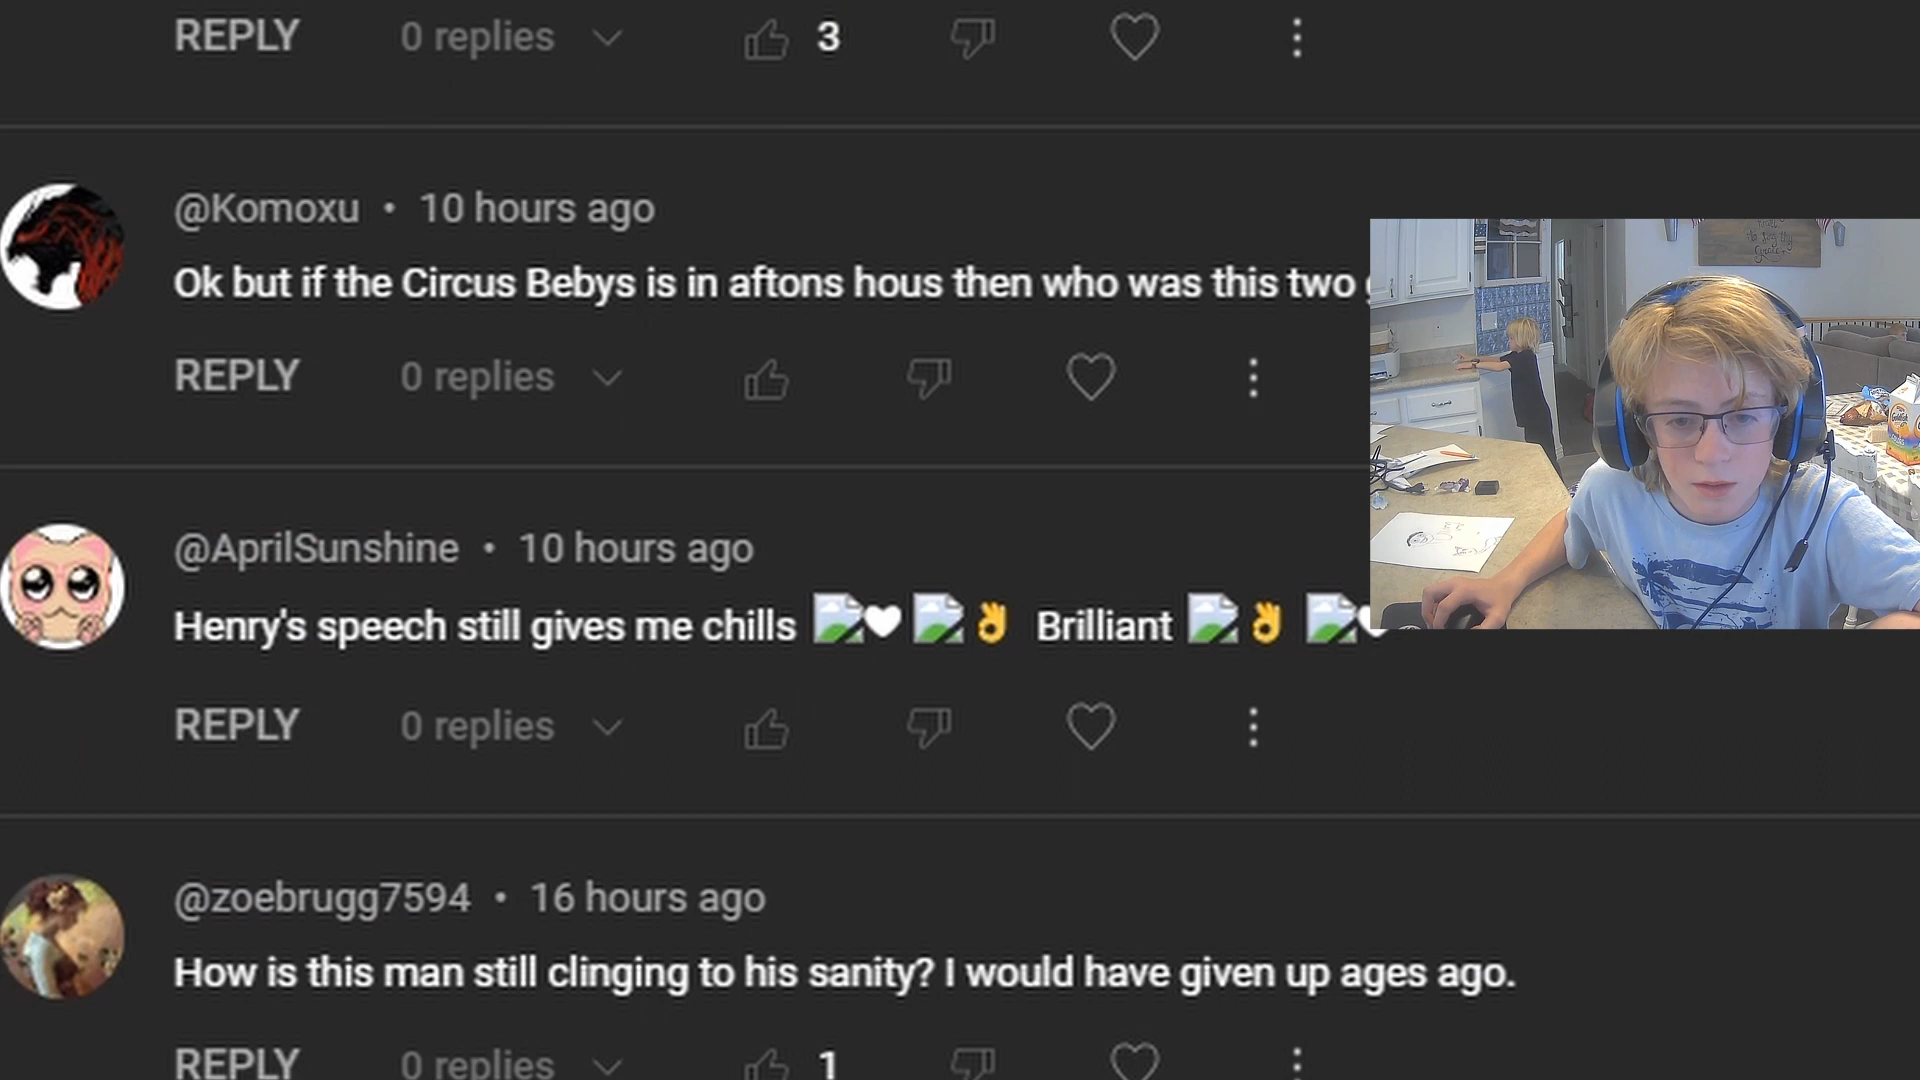 REPLY 0 replies 3
@Komoxu • 10 hours ago
Ok but if the Circus Bebys is in aftons hous then who was this two
REPLY 0 replies
@AprilSunshine • 10 hours ago
Henry's speech still gives me chills 🤍 👌 Brilliant 👌 🤍
REPLY 0 replies
@zoebrugg7594 • 16 hours ago
How is this man still clinging to his sanity? I would have given up ages ago.
REPLY 0 replies 1